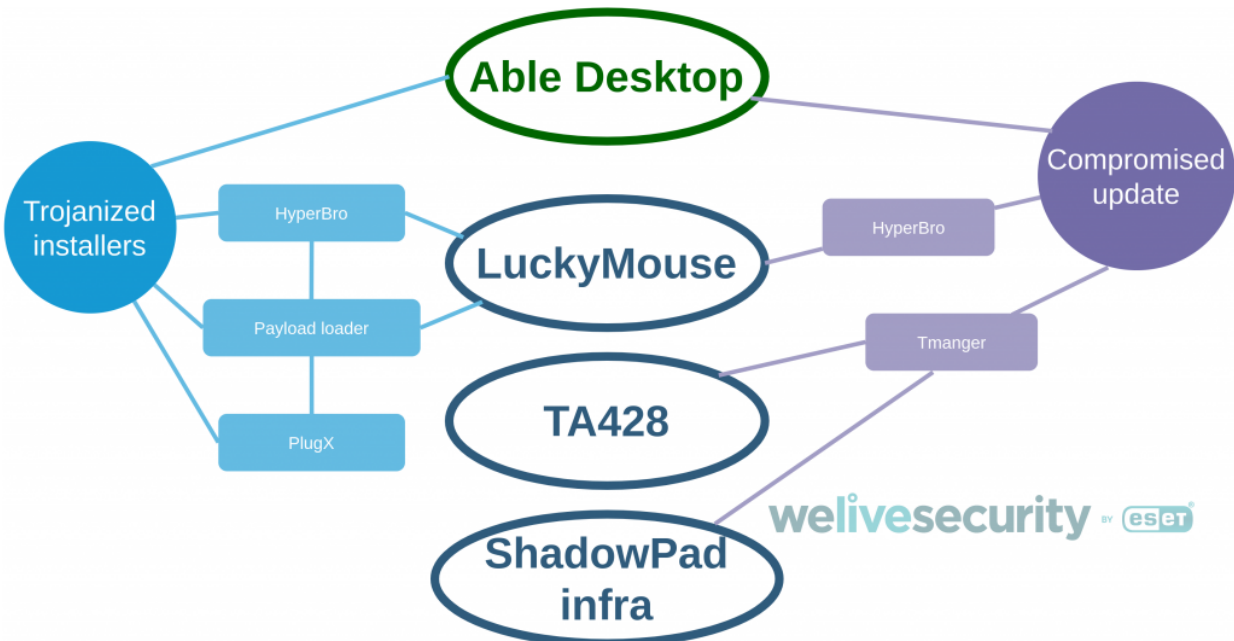 Able Desktop
Trojanized
installers
Compromised
update
HyperBro
LuckyMouse
HyperBro
Payload loader
Tmanger
TA428
PlugX
welivesecurity BY eset®
ShadowPad
infra